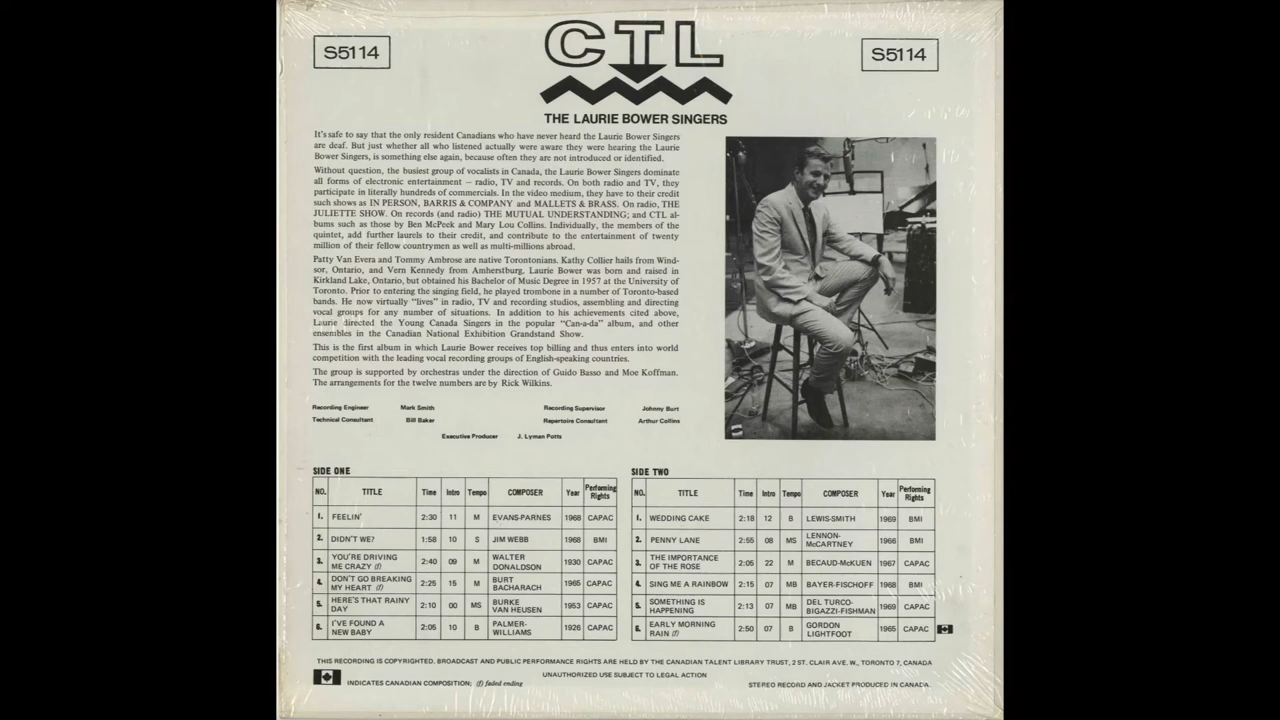 S5114
CTL
S5114
THE LAURIE BOWER SINGERS
It's safe to say that the only resident Canadians who have never heard the Laurie Bower Singers
are deaf. But just whether all who listened actually were aware they were hearing the Laurie
Bower Singers, is something else again, because often they are not introduced or identified.
Without question, the busiest group of vocalists in Canada, the Laurie Bower Singers dominate
all forms of electronic entertainment — radio, TV and records. On both radio and TV, they
participate in literally hundreds of commercials. In the video medium, they have to their credit
such shows as IN PERSON, BARRIS & COMPANY and MALLETS & BRASS. On radio, THE
JULIETTE SHOW. On records (and radio) THE MUTUAL UNDERSTANDING; and CTL al-
bums such as those by Ben McPeek and Mary Lou Collins. Individually, the members of the
quintet, add further laurels to their credit, and contribute to the entertainment of twenty
million of their fellow countrymen as well as multi-millions abroad.
Patty Van Evera and Tommy Ambrose are native Torontonians. Kathy Collier hails from Wind-
sor, Ontario, and Vern Kennedy from Amherstburg. Laurie Bower was born and raised in
Kirkland Lake, Ontario, but obtained his Bachelor of Music Degree in 1957 at the University of
Toronto. Prior to entering the singing field, he played trombone in a number of Toronto-based
bands. He now virtually "lives" in radio, TV and recording studios, assembling and directing
vocal groups for any number of situations. In addition to his achievements cited above,
Laurie directed the Young Canada Singers in the popular "Can-a-da" album, and other
ensembles in the Canadian National Exhibition Grandstand Show.
This is the first album in which Laurie Bower receives top billing and thus enters into world
competition with the leading vocal recording groups of English-speaking countries.
The group is supported by orchestras under the direction of Guido Basso and Moe Koffman.
The arrangements for the twelve numbers are by Rick Wilkins.
Recording Engineer Mark Smith Recording Supervisor Johnny Burt
Technical Consultant Bill Baker Repertoire Consultant Arthur Collins
Executive Producer J. Lyman Potts
SIDE ONE
NO. TITLE Time Intro Tempo COMPOSER Year Performing Rights
1. FEELIN' 2:30 11 M EVANS-PARNES 1968 CAPAC
2. DIDN'T WE? 1:58 10 S JIM WEBB 1968 BMI
3. YOU'RE DRIVING ME CRAZY (f) 2:40 09 M WALTER DONALDSON 1930 CAPAC
4. DON'T GO BREAKING MY HEART (f) 2:25 15 M BURT BACHARACH 1965 CAPAC
5. HERE'S THAT RAINY DAY 2:10 00 MS BURKE VAN HEUSEN 1953 CAPAC
6. I'VE FOUND A NEW BABY 2:05 10 B PALMER-WILLIAMS 1926 CAPAC
SIDE TWO
NO. TITLE Time Intro Tempo COMPOSER Year Performing Rights
1. WEDDING CAKE 2:18 12 B LEWIS-SMITH 1969 BMI
2. PENNY LANE 2:55 08 MS LENNON-McCARTNEY 1966 BMI
3. THE IMPORTANCE OF THE ROSE 2:05 22 M BECAUD-McKUEN 1967 CAPAC
4. SING ME A RAINBOW 2:15 07 MB BAYER-FISCHOFF 1968 BMI
5. SOMETHING IS HAPPENING 2:13 07 MB DEL TURCO-BIGAZZI-FISHMAN 1969 CAPAC
6. EARLY MORNING RAIN (f) 2:50 07 B GORDON LIGHTFOOT 1965 CAPAC
THIS RECORDING IS COPYRIGHTED. BROADCAST AND PUBLIC PERFORMANCE RIGHTS ARE HELD BY THE CANADIAN TALENT LIBRARY TRUST, 2 ST. CLAIR AVE. W., TORONTO 7, CANADA
UNAUTHORIZED USE SUBJECT TO LEGAL ACTION
INDICATES CANADIAN COMPOSITION; (f) faded ending
STEREO RECORD AND JACKET PRODUCED IN CANADA.